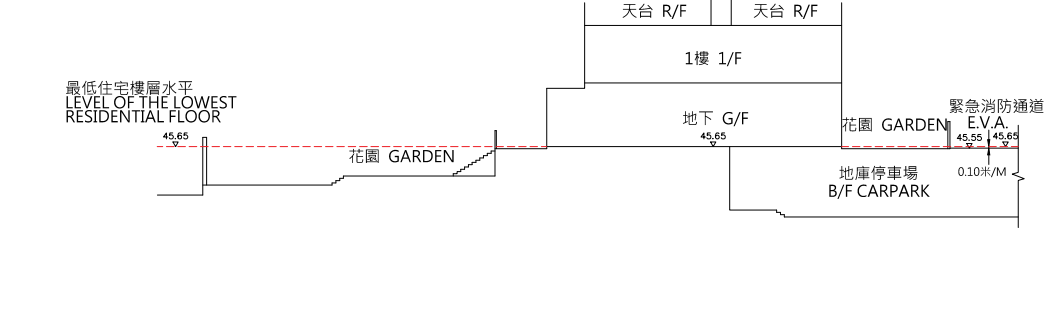 天台 R/F
天台 R/F
1樓 1/F
最低住宅樓層水平
LEVEL OF THE LOWEST
RESIDENTIAL FLOOR
45.65
地下 G/F
45.65
花園 GARDEN
緊急消防通道
E.V.A.
45.55
45.65
花園 GARDEN
地庫停車場
B/F CARPARK
0.10米/M